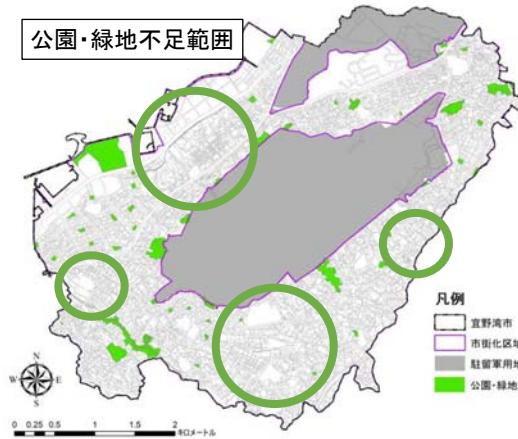 公園・緑地不足範囲
凡例
宜野湾市
市街化区域
駐留軍用地
公園・緑地
N
W
E
S
0 0.25 0.5 1 1.5 2
キロメートル